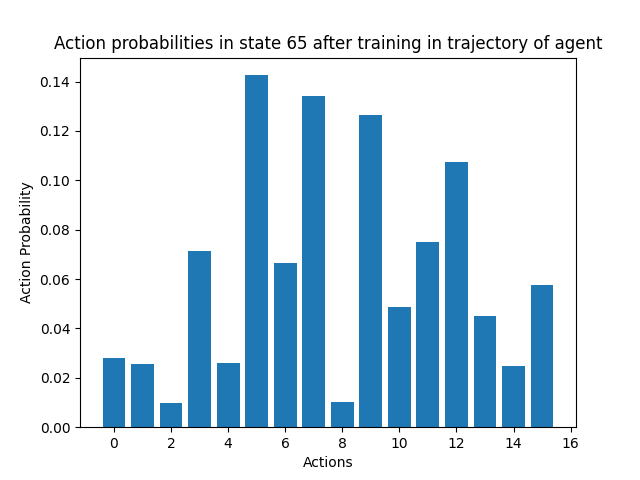 Action probabilities in state 65 after training in trajectory of agent
0.14
0.12
0.10
0.08
0.06
0.04
0.02
0.00
Action Probability
0 2 4 6 8 10 12 14 16
Actions